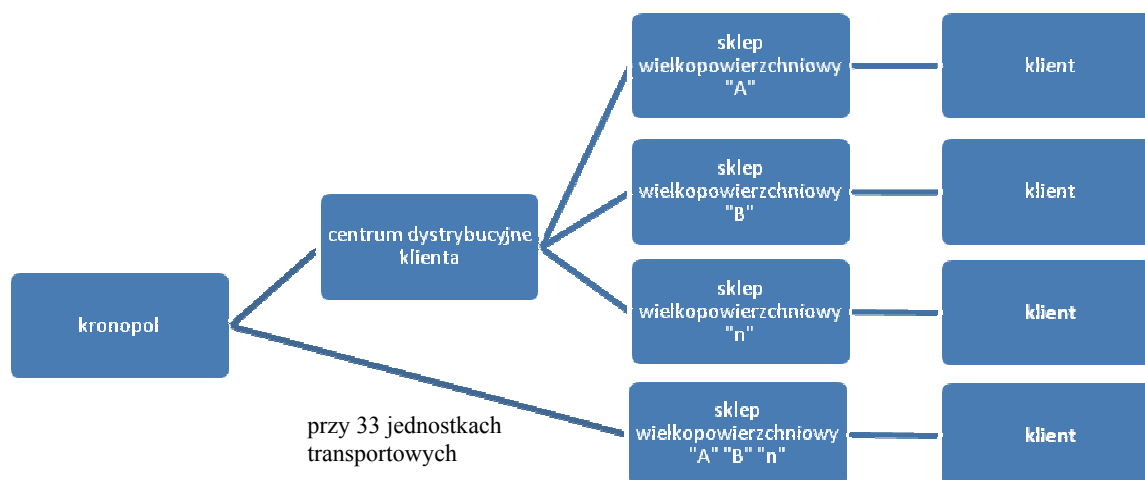 sklep
wielkopowierzchniowy
"A"
klient
sklep
wielkopowierzchniowy
"B"
klient
centrum dystrybucyjne
klienta
sklep
wielkopowierzchniowy
"n"
klient
kronopol
przy 33 jednostkach
transportowych
sklep
wielkopowierzchniowy
"A" "B" "n"
klient